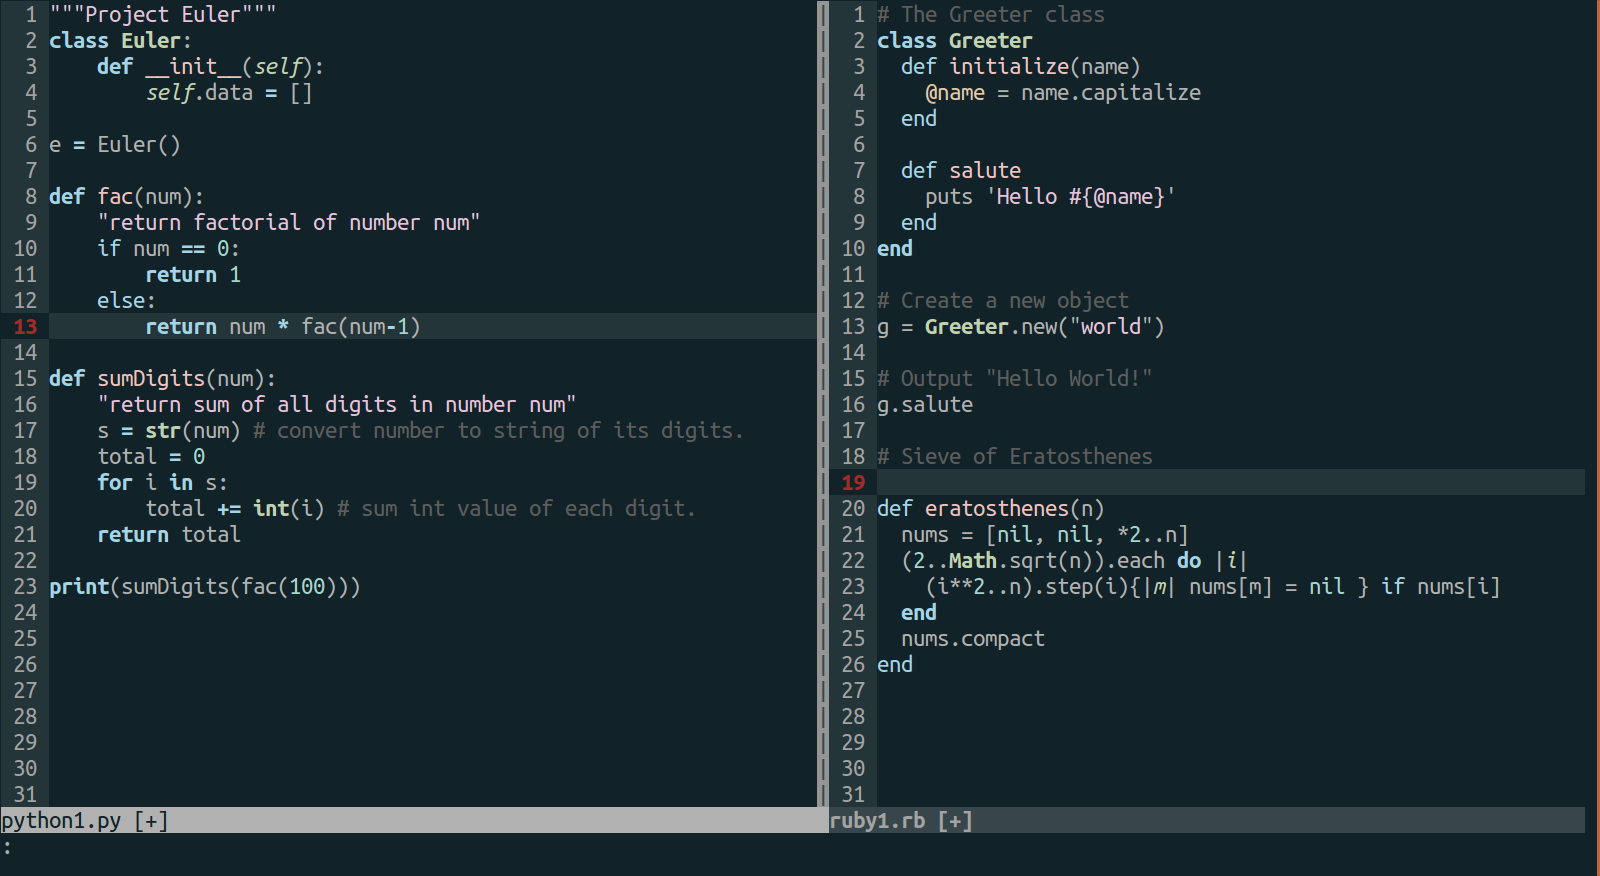 1 """Project Euler"""
2 class Euler:
3     def __init__(self):
4         self.data = []
5
6 e = Euler()
7
8 def fac(num):
9     "return factorial of number num"
10     if num == 0:
11         return 1
12     else:
13         return num * fac(num-1)
14
15 def sumDigits(num):
16     "return sum of all digits in number num"
17     s = str(num) # convert number to string of its digits.
18     total = 0
19     for i in s:
20         total += int(i) # sum int value of each digit.
21     return total
22
23 print(sumDigits(fac(100)))
24
25
26
27
28
29
30
31
python1.py [+]
1 # The Greeter class
2 class Greeter
3   def initialize(name)
4     @name = name.capitalize
5   end
6
7   def salute
8     puts 'Hello #{@name}'
9   end
10 end
11
12 # Create a new object
13 g = Greeter.new("world")
14
15 # Output "Hello World!"
16 g.salute
17
18 # Sieve of Eratosthenes
19
20 def eratosthenes(n)
21   nums = [nil, nil, *2..n]
22   (2..Math.sqrt(n)).each do |i|
23     (i**2..n).step(i){|m| nums[m] = nil } if nums[i]
24   end
25   nums.compact
26 end
27
28
29
30
31
ruby1.rb [+]
: